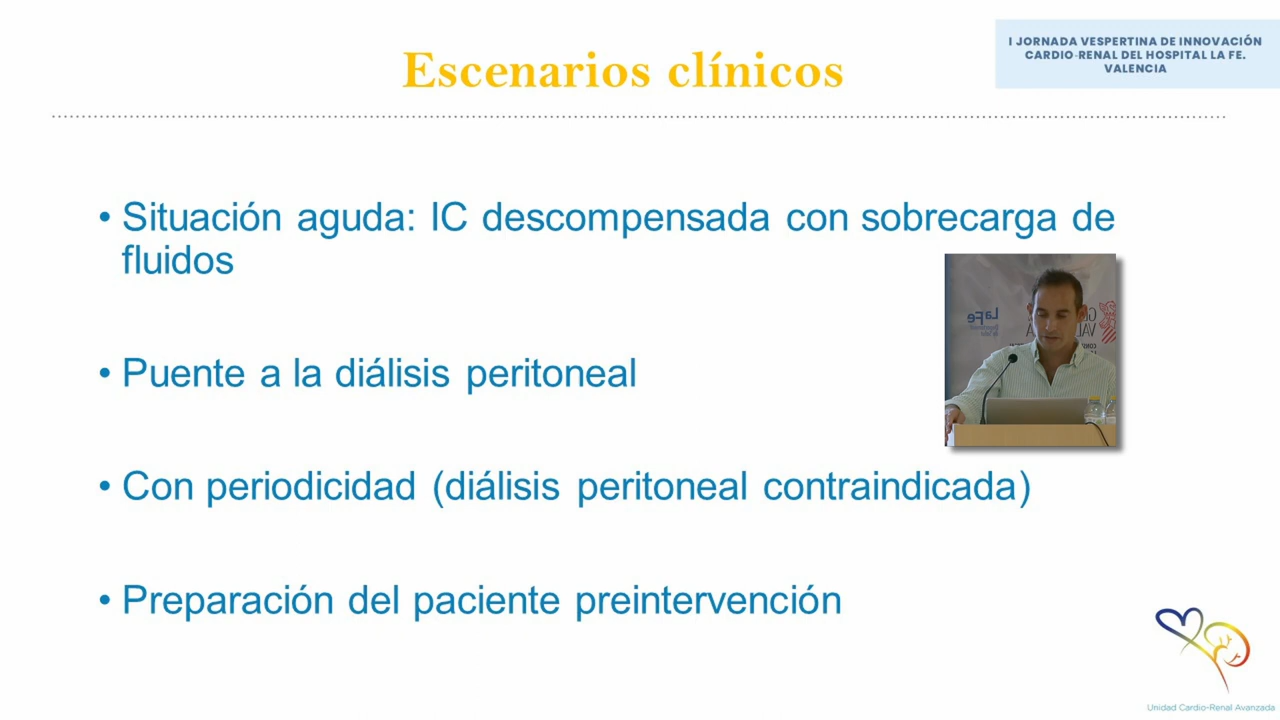 Escenarios clínicos
I JORNADA VESPERTINA DE INNOVACIÓN
CARDIO-RENAL DEL HOSPITAL LA FE.
VALENCIA
• Situación aguda: IC descompensada con sobrecarga de
fluidos
• Puente a la diálisis peritoneal
• Con periodicidad (diálisis peritoneal contraindicada)
• Preparación del paciente preintervención
La Fe
Unidad Cardio-Renal Avanzada